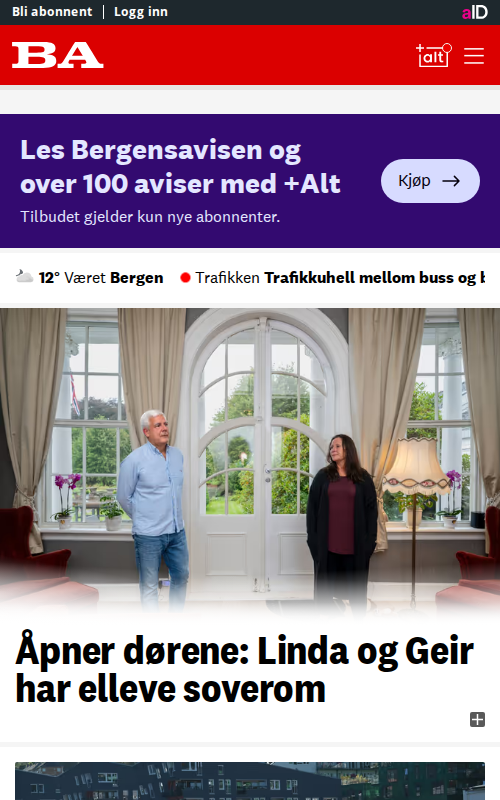 Bli abonnent | Logg inn
aID
BA
+alt
Les Bergensavisen og
over 100 aviser med +Alt
Tilbudet gjelder kun nye abonnenter.
Kjøp
12° Været Bergen
Trafikken Trafikkuhell mellom buss og
Åpner dørene: Linda og Geir
har elleve soverom